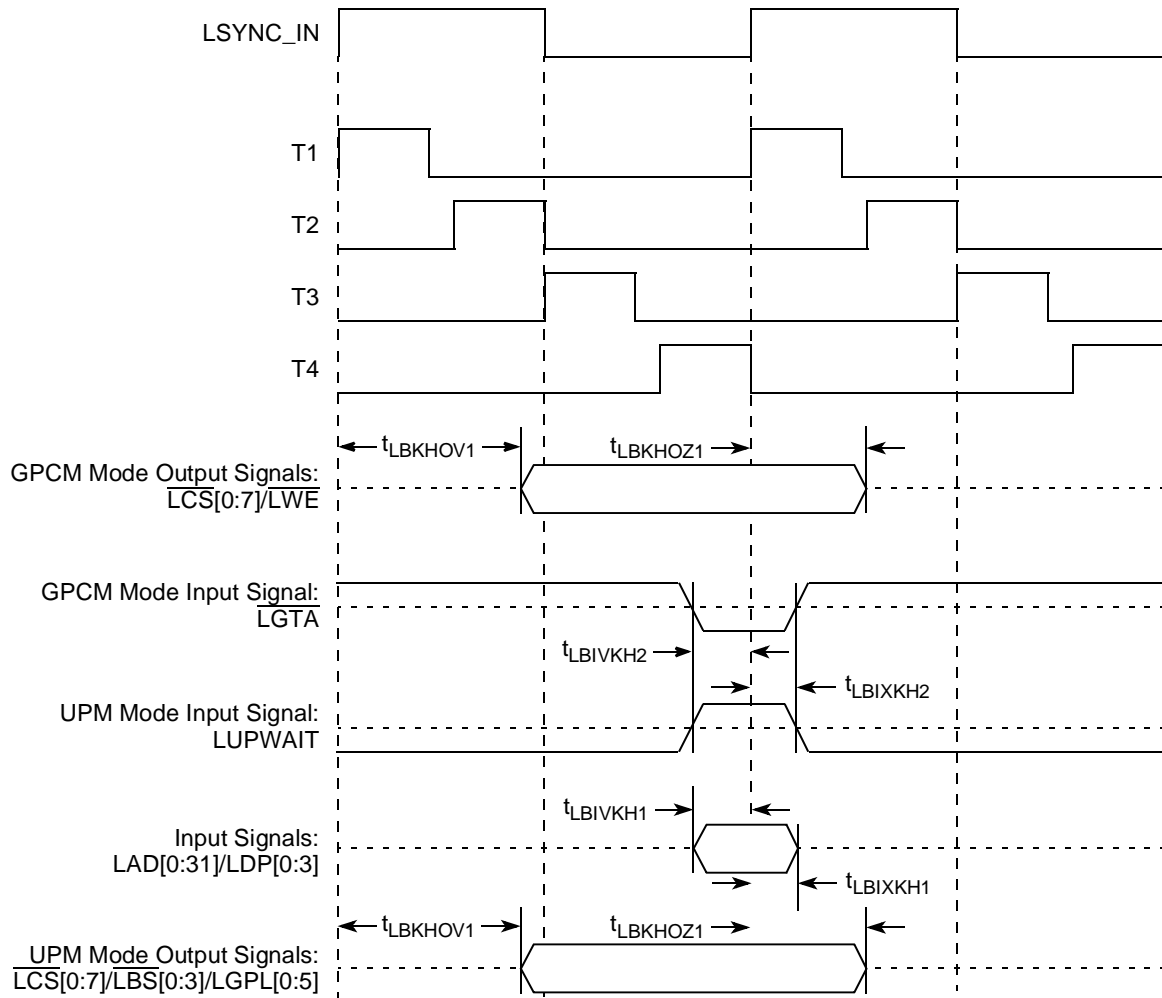 LSYNC_IN
T1
T2
T3
T4
tLBKHOV1
tLBKHOZ1
GPCM Mode Output Signals:
LCS[0:7]/LWE
GPCM Mode Input Signal:
LGTA
tLBIVKH2
tLBIXKH2
UPM Mode Input Signal:
LUPWAIT
tLBIVKH1
Input Signals:
LAD[0:31]/LDP[0:3]
tLBIXKH1
tLBKHOV1
tLBKHOZ1
UPM Mode Output Signals:
LCS[0:7]/LBS[0:3]/LGPL[0:5]